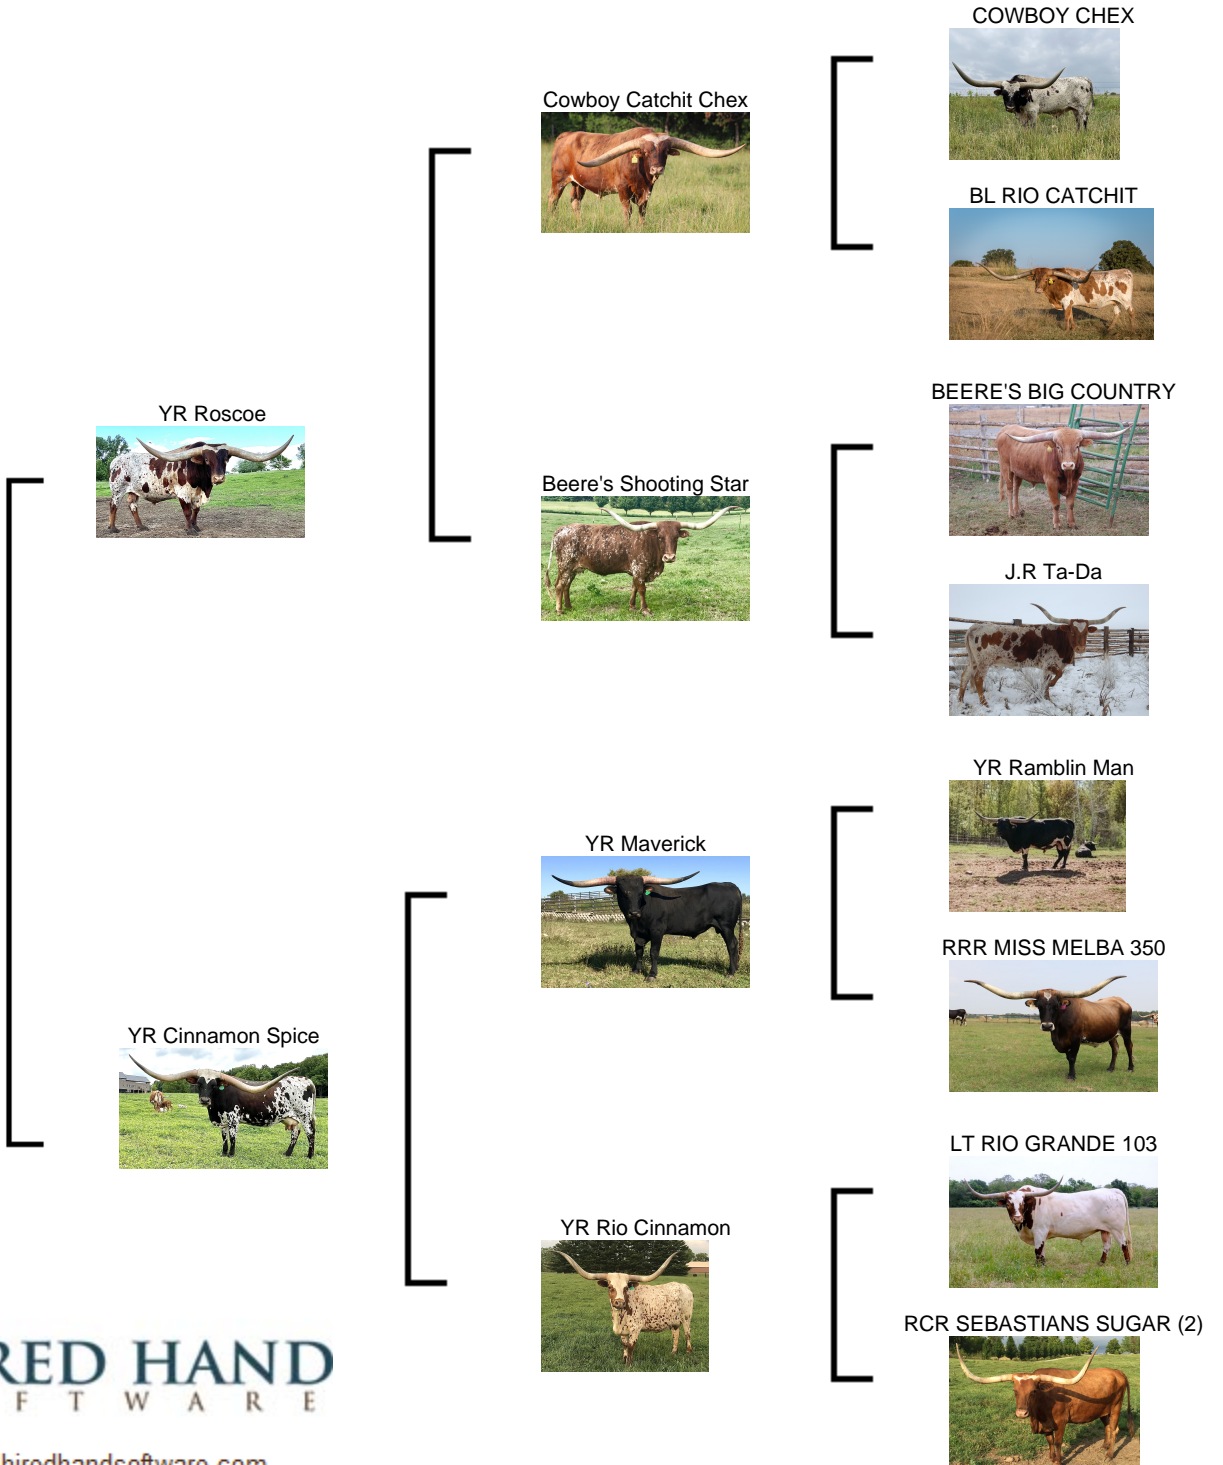 COWBOY CHEX
Cowboy Catchit Chex
BL RIO CATCHIT
YR Roscoe
BEERE'S BIG COUNTRY
Beere's Shooting Star
J.R Ta-Da
YR Ramblin Man
YR Maverick
RRR MISS MELBA 350
YR Cinnamon Spice
LT RIO GRANDE 103
YR Rio Cinnamon
RCR SEBASTIANS SUGAR (2)
RED HAND
F T W A R E
hiredhandsoftware.com